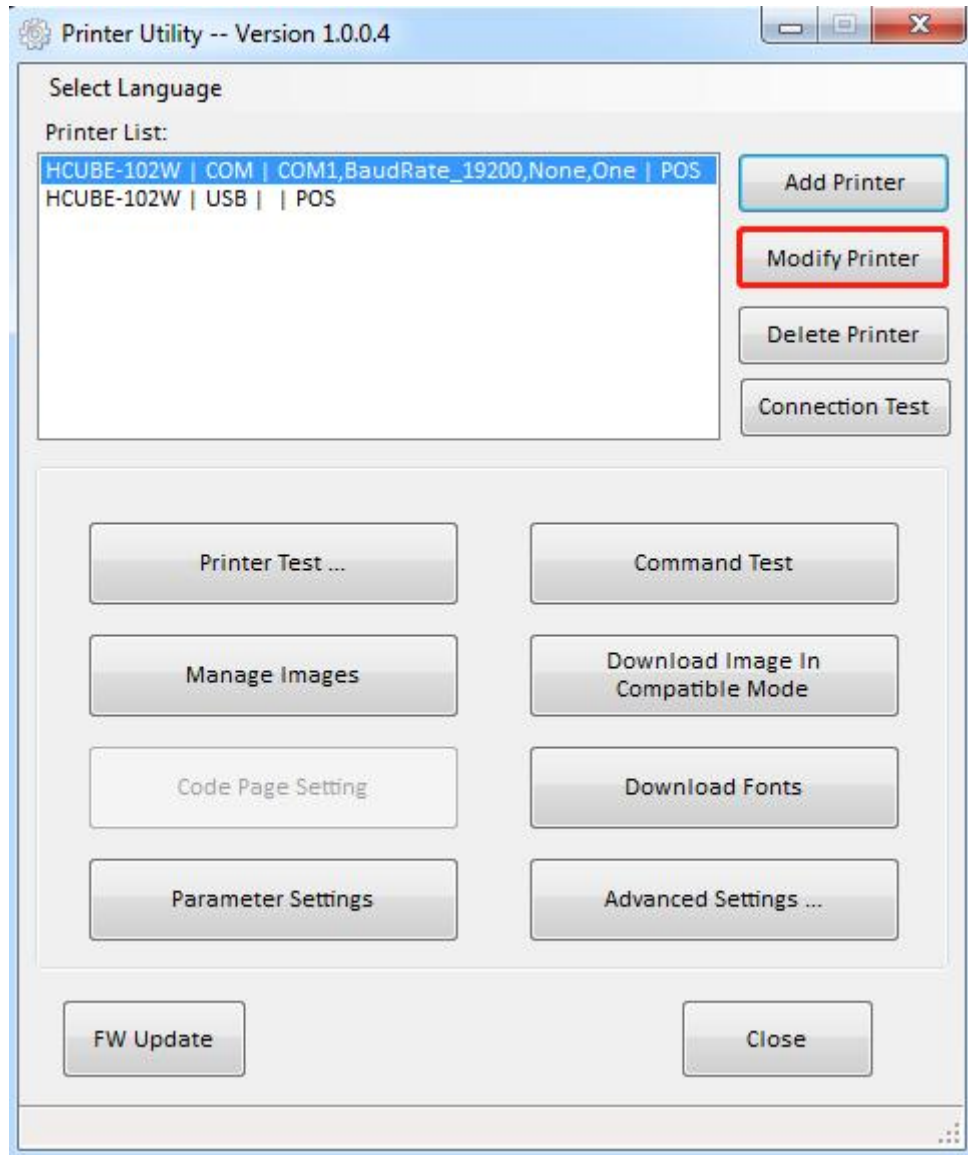 Printer Utility -- Version 1.0.0.4
Select Language
Printer List:
HCUBE-102W | COM | COM1,BaudRate_19200,None,One | POS
HCUBE-102W | USB | | POS
Add Printer
Modify Printer
Delete Printer
Connection Test
Printer Test ...
Command Test
Manage Images
Download Image In
Compatible Mode
Code Page Setting
Download Fonts
Parameter Settings
Advanced Settings ...
FW Update
Close